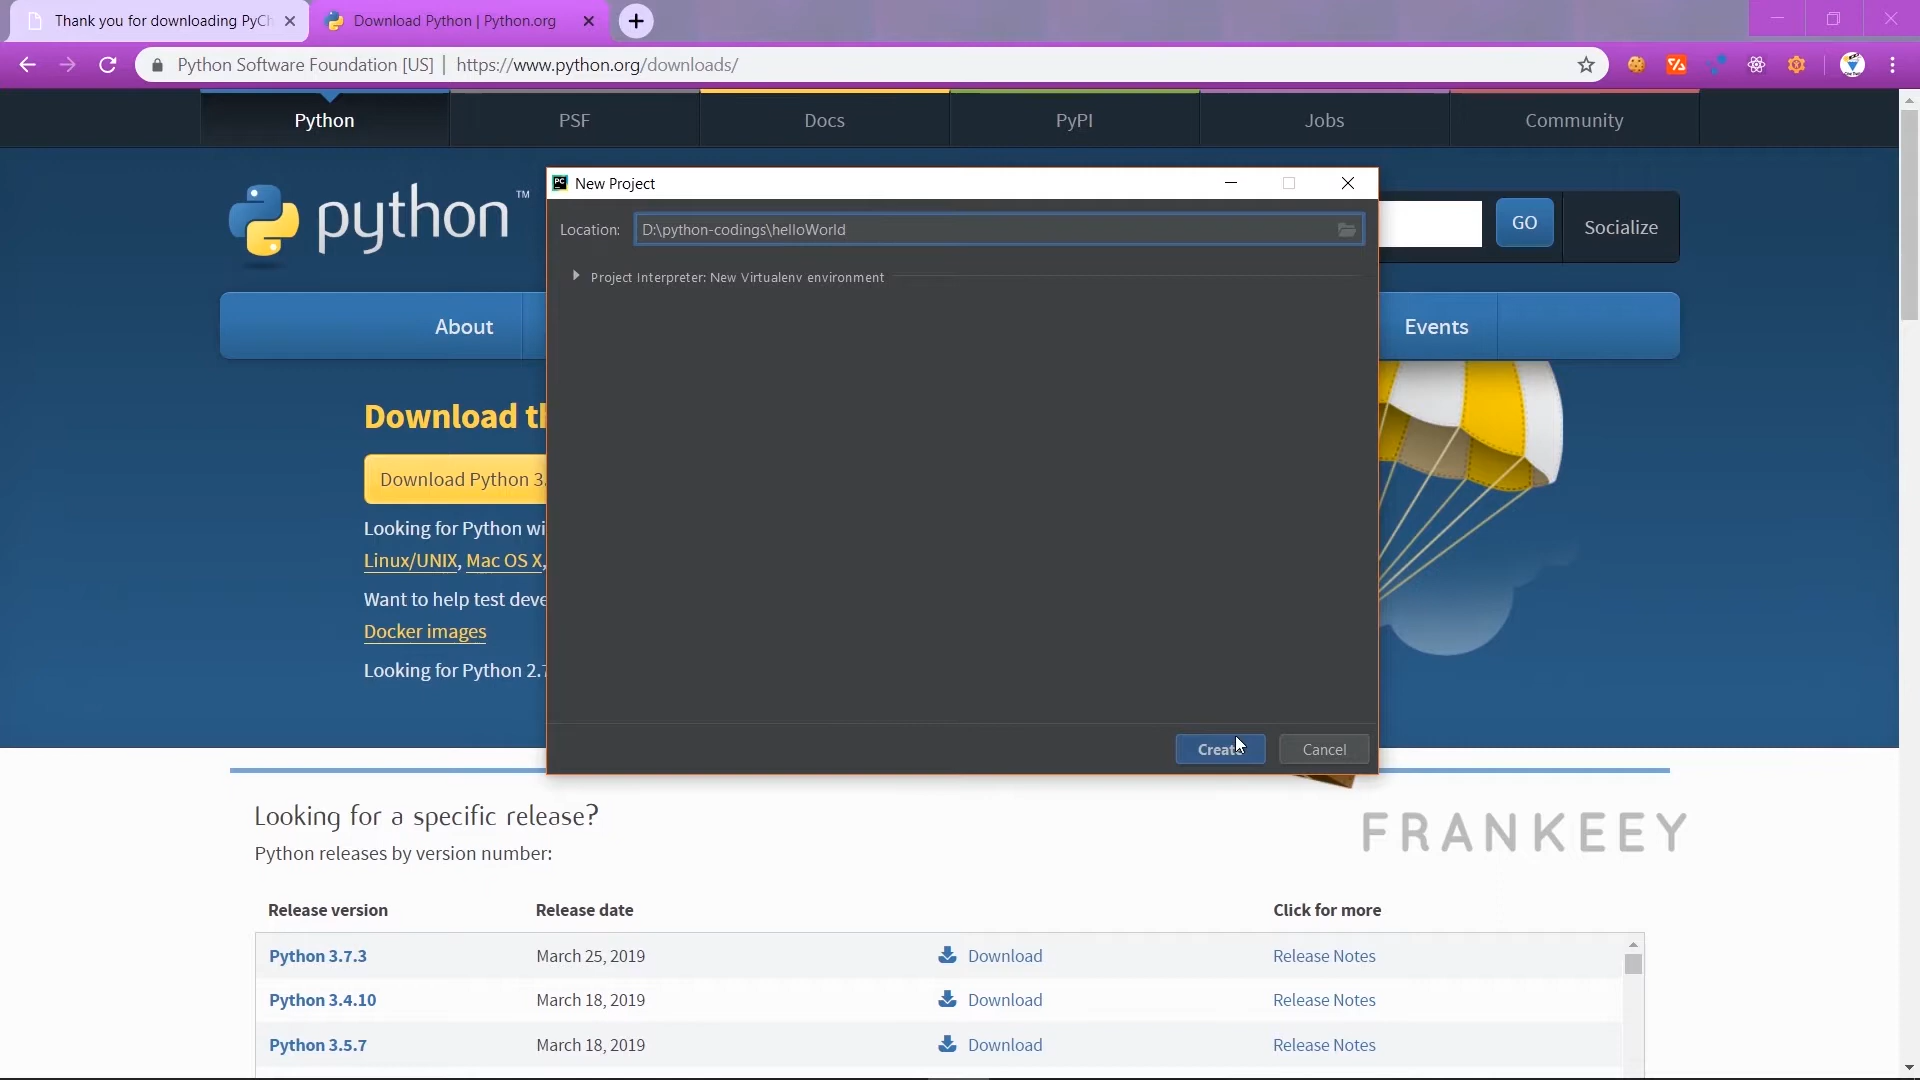 Thank you for downloading PyCh
Download Python | Python.org
Python Software Foundation [US] | https://www.python.org/downloads/
Python
PSF
Docs
PyPI
Jobs
Community
python™
GO
Socialize
PC New Project
Location: D:\python-codings\helloWorld
Project Interpreter: New Virtualenv environment
About
Events
Download th
Download Python 3.
Looking for Python wi
Linux/UNIX, Mac OS X,
Want to help test deve
Docker images
Looking for Python 2.7
Create Cancel
Looking for a specific release?
FRANKEEY
Python releases by version number:
Release version Release date Click for more
Python 3.7.3 March 25, 2019 Download Release Notes
Python 3.4.10 March 18, 2019 Download Release Notes
Python 3.5.7 March 18, 2019 Download Release Notes